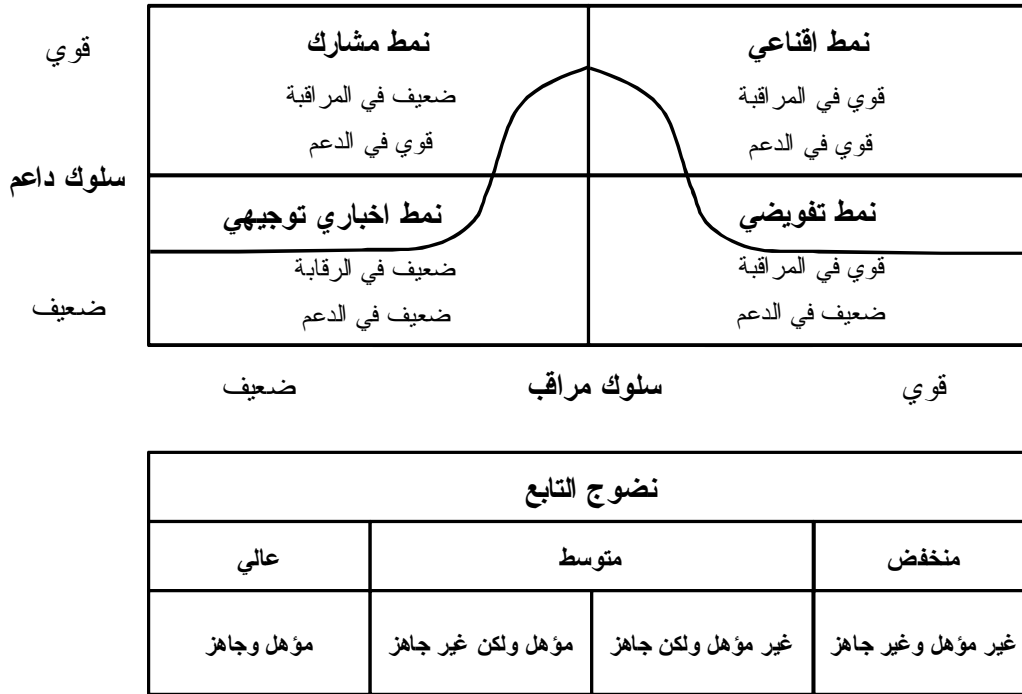 قوي
نمط اقناعي
قوي في المراقبة
قوي في الدعم
نمط مشارك
ضعيف في المراقبة
قوي في الدعم
سلوك داعم
نمط تفويضي
قوي في المراقبة
ضعيف في الدعم
نمط اخباري توجيهي
ضعيف في الرقابة
ضعيف في الدعم
ضعيف
قوي
سلوك مراقب
ضعيف
نضوج التابع
منخفض
متوسط
عالي
غير مؤهل وغير جاهز
غير مؤهل ولكن جاهز
مؤهل ولكن غير جاهز
مؤهل وجاهز